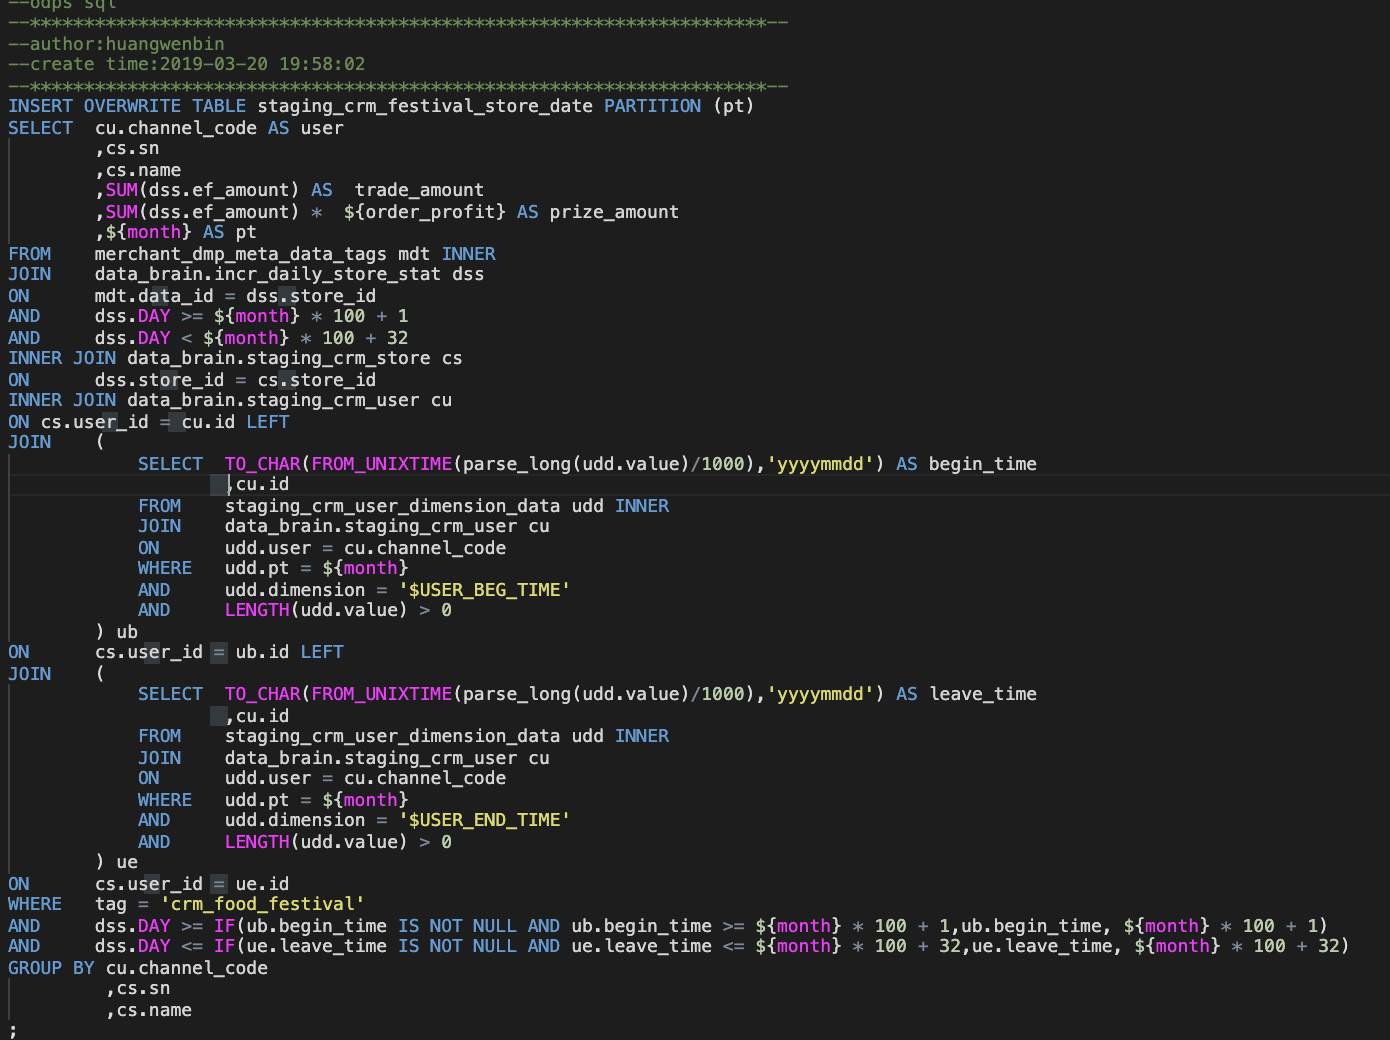 --odps sql
--********************************************************************--
--author:huangwenbin
--create time:2019-03-20 19:58:02
--********************************************************************--
INSERT OVERWRITE TABLE staging_crm_festival_store_date PARTITION (pt)
SELECT  cu.channel_code AS user
        ,cs.sn
        ,cs.name
        ,SUM(dss.ef_amount) AS  trade_amount
        ,SUM(dss.ef_amount) *  ${order_profit} AS prize_amount
        ,${month} AS pt
FROM    merchant_dmp_meta_data_tags mdt INNER
JOIN    data_brain.incr_daily_store_stat dss
ON      mdt.data_id = dss.store_id
AND     dss.DAY >= ${month} * 100 + 1
AND     dss.DAY < ${month} * 100 + 32
INNER JOIN data_brain.staging_crm_store cs
ON      dss.store_id = cs.store_id
INNER JOIN data_brain.staging_crm_user cu
ON cs.user_id = cu.id LEFT
JOIN    (
            SELECT  TO_CHAR(FROM_UNIXTIME(parse_long(udd.value)/1000),'yyyymmdd') AS begin_time
                    ,cu.id
            FROM    staging_crm_user_dimension_data udd INNER
            JOIN    data_brain.staging_crm_user cu
            ON      udd.user = cu.channel_code
            WHERE   udd.pt = ${month}
            AND     udd.dimension = '$USER_BEG_TIME'
            AND     LENGTH(udd.value) > 0
        ) ub
ON      cs.user_id = ub.id LEFT
JOIN    (
            SELECT  TO_CHAR(FROM_UNIXTIME(parse_long(udd.value)/1000),'yyyymmdd') AS leave_time
                    ,cu.id
            FROM    staging_crm_user_dimension_data udd INNER
            JOIN    data_brain.staging_crm_user cu
            ON      udd.user = cu.channel_code
            WHERE   udd.pt = ${month}
            AND     udd.dimension = '$USER_END_TIME'
            AND     LENGTH(udd.value) > 0
        ) ue
ON      cs.user_id = ue.id
WHERE   tag = 'crm_food_festival'
AND     dss.DAY >= IF(ub.begin_time IS NOT NULL AND ub.begin_time >= ${month} * 100 + 1,ub.begin_time, ${month} * 100 + 1)
AND     dss.DAY <= IF(ue.leave_time IS NOT NULL AND ue.leave_time <= ${month} * 100 + 32,ue.leave_time, ${month} * 100 + 32)
GROUP BY cu.channel_code
         ,cs.sn
         ,cs.name
;